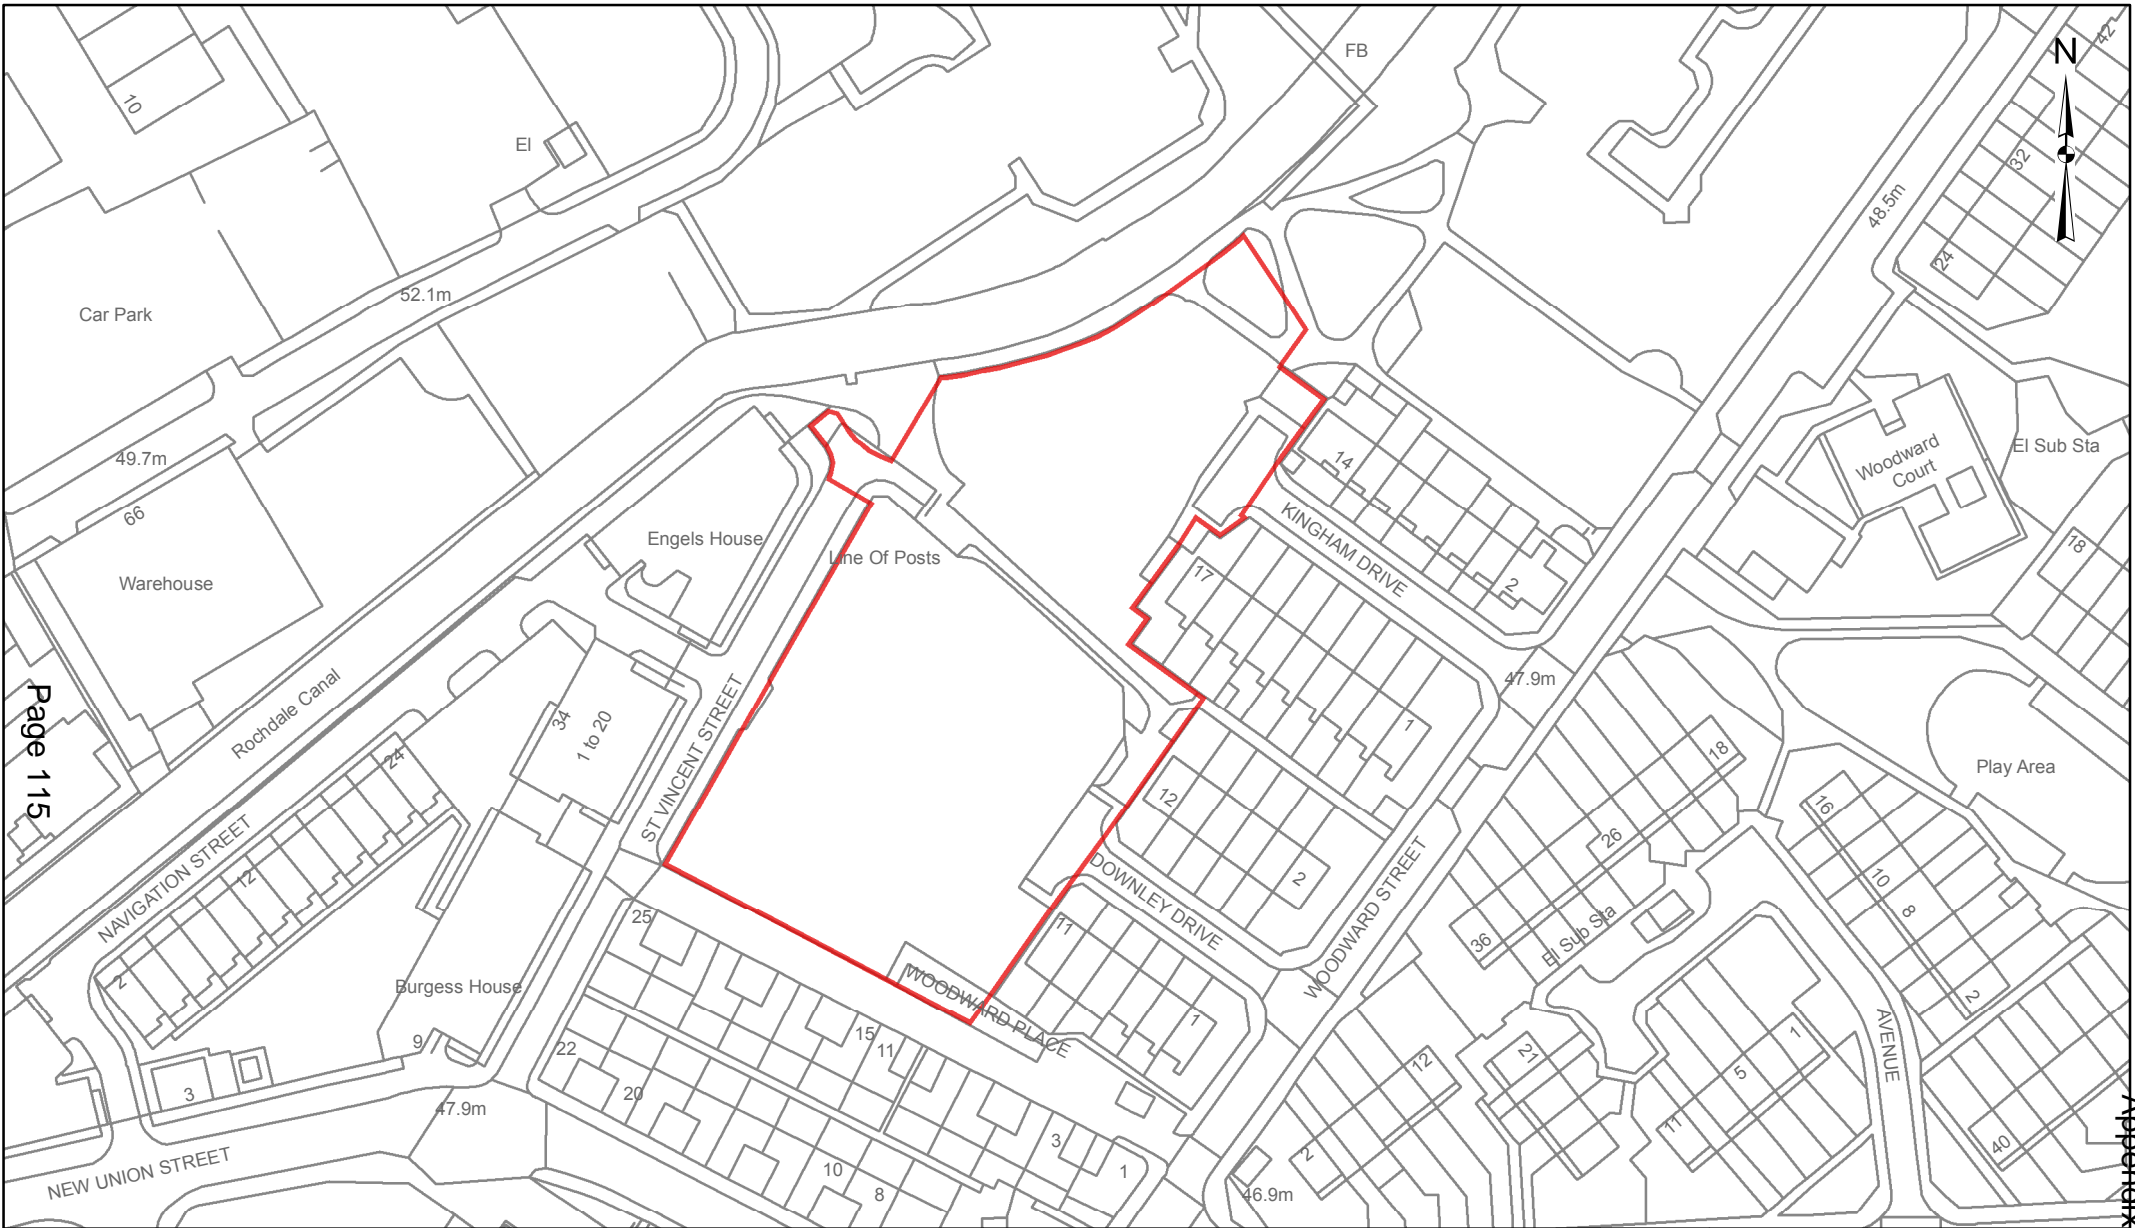 FB
N
42
10
El
32
48.5m
24
52.1m
Car Park
49.7m
66
Warehouse
Engels House
Line Of Posts
14
KINGHAM DRIVE
2
17
Woodward
Court
El Sub Sta
18
47.9m
1
Play Area
Rochdale Canal
Page 115
34
1 to 20
24
ST VINCENT STREET
NAVIGATION STREET
12
2
12
2
DOWNLEY DRIVE
WOODWARD STREET
18
26
36
El Sub Sta
16
10
8
2
25
11
1
WOODWARD PLACE
Burgess House
9
3
22
20
15
11
47.9m
NEW UNION STREET
10
8
3
1
46.9m
12
2
21
11
5
1
AVENUE
40
Appendix